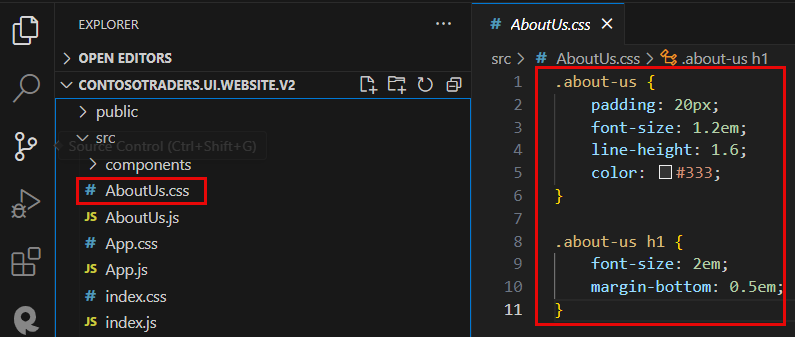 EXPLORER
OPEN EDITORS
CONTOSOTRADERS.UI.WEBSITE.V2
public
src
Source Control (Ctrl+Shift+G)
components
# AboutUs.css
JS AboutUs.js
# App.css
JS App.js
# index.css
JS index.js
# AboutUs.css
src > # AboutUs.css > .about-us h1
1 .about-us {
2 padding: 20px;
3 font-size: 1.2em;
4 line-height: 1.6;
5 color: #333;
6 }
7
8 .about-us h1 {
9 font-size: 2em;
10 margin-bottom: 0.5em;
11 }